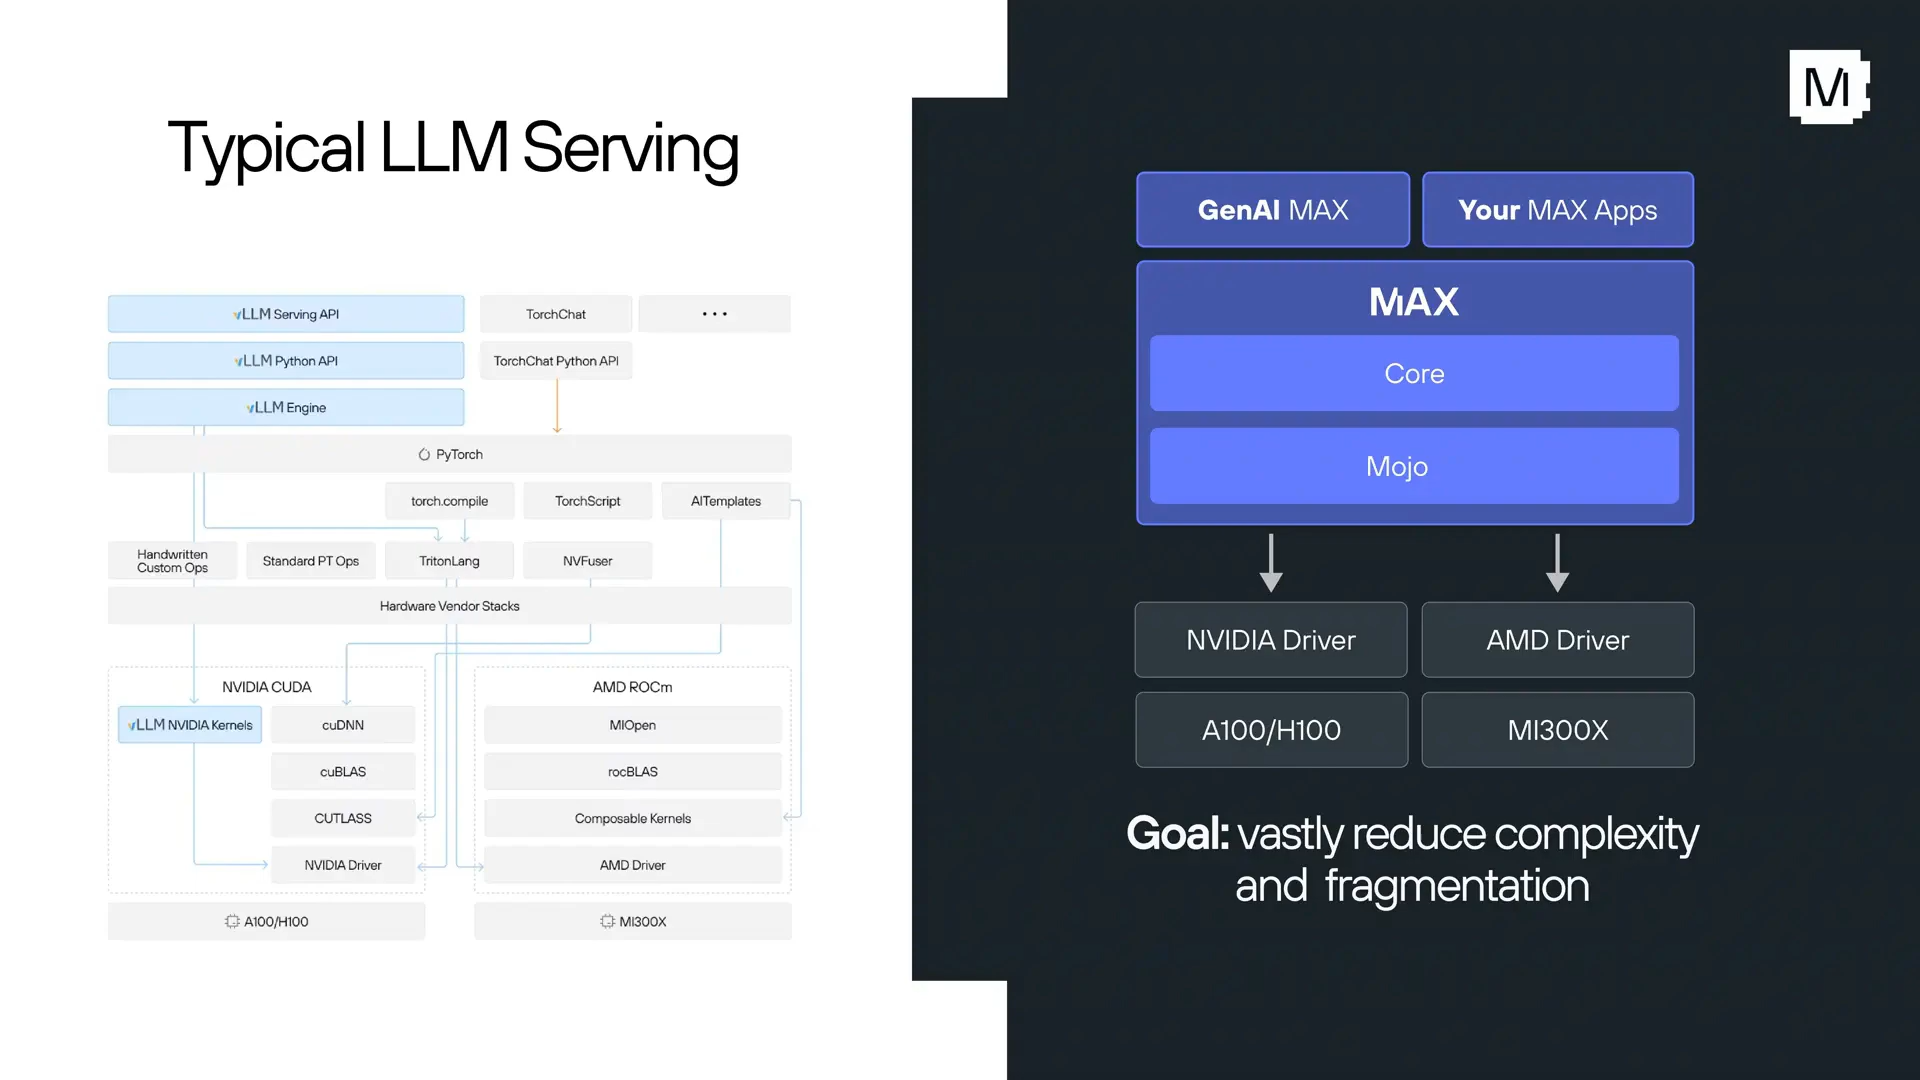 Typical LLM Serving
vLLM Serving API
TorchChat
...
vLLM Python API
TorchChat Python API
vLLM Engine
PyTorch
torch.compile
TorchScript
AITemplates
Handwritten
Custom Ops
Standard PT Ops
TritonLang
NVFuser
Hardware Vendor Stacks
NVIDIA CUDA
vLLM NVIDIA Kernels
cuDNN
cuBLAS
CUTLASS
NVIDIA Driver
AMD ROCm
MIOpen
rocBLAS
Composable Kernels
AMD Driver
A100/H100
MI300X
M
GenAI MAX
Your MAX Apps
MAX
Core
Mojo
NVIDIA Driver
AMD Driver
A100/H100
MI300X
Goal: vastly reduce complexity
and fragmentation